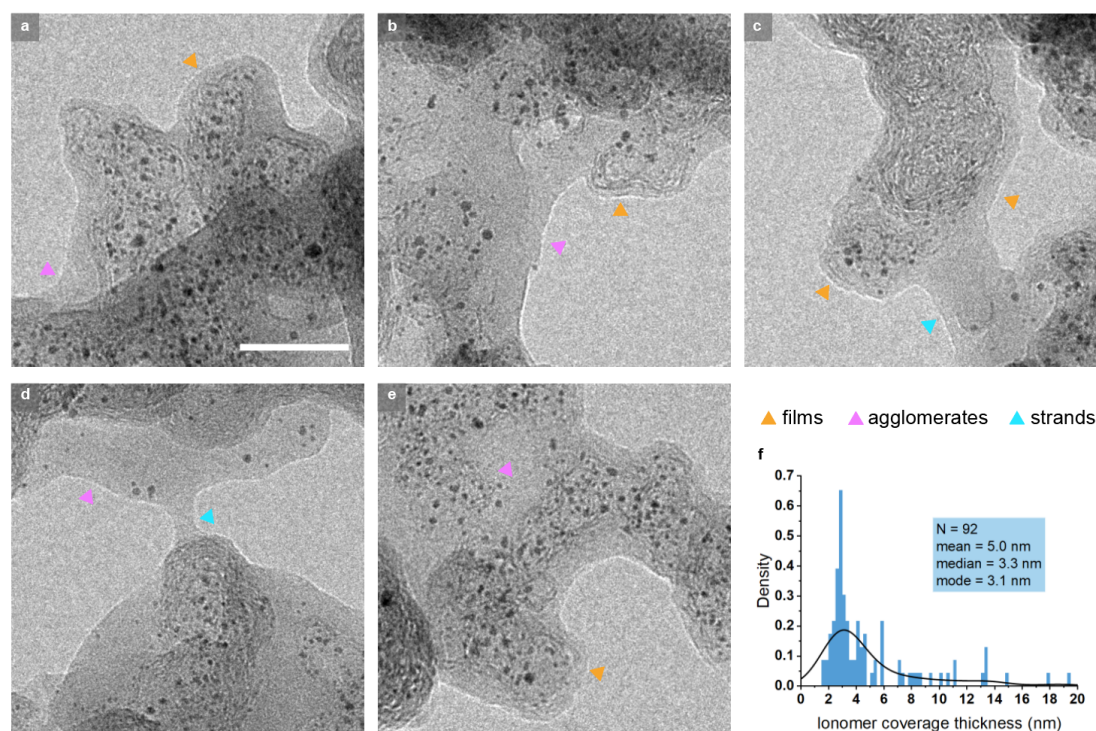 a
b
c
d
e
films
agglomerates
strands
f
0.7
0.6
0.5
0.4
0.3
0.2
0.1
0.0
Density
N = 92
mean = 5.0 nm
median = 3.3 nm
mode = 3.1 nm
0 2 4 6 8 10 12 14 16 18 20
Ionomer coverage thickness (nm)